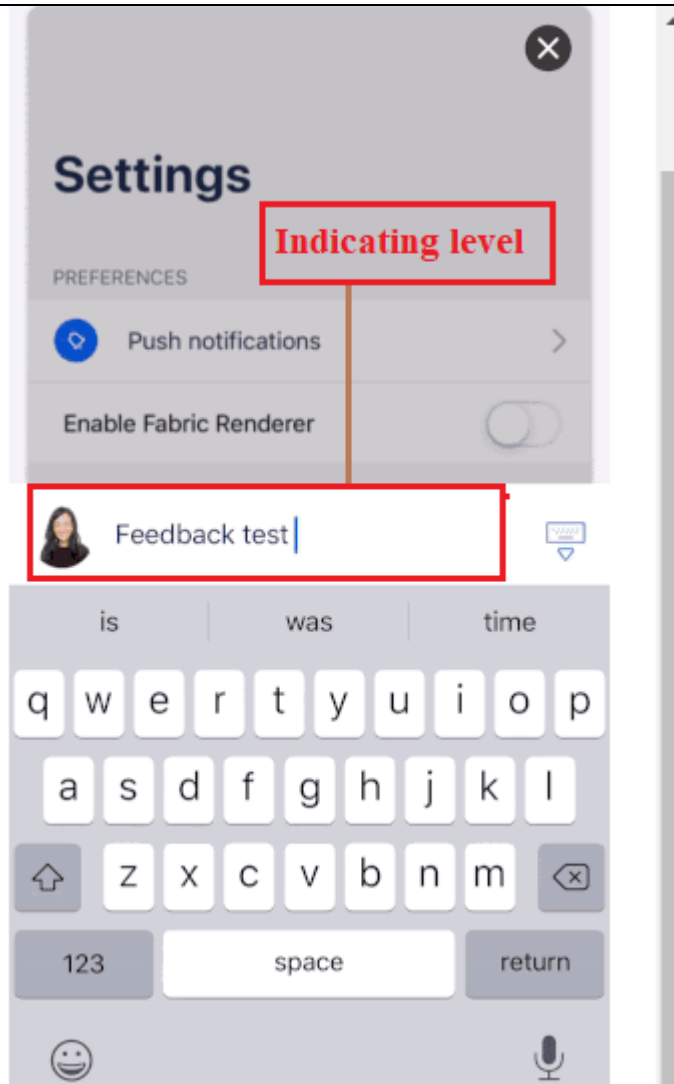 Settings
Indicating level
PREFERENCES
Push notifications
Enable Fabric Renderer
Feedback test
is was time
q w e r t y u i o p
a s d f g h j k l
z x c v b n m
123 space return